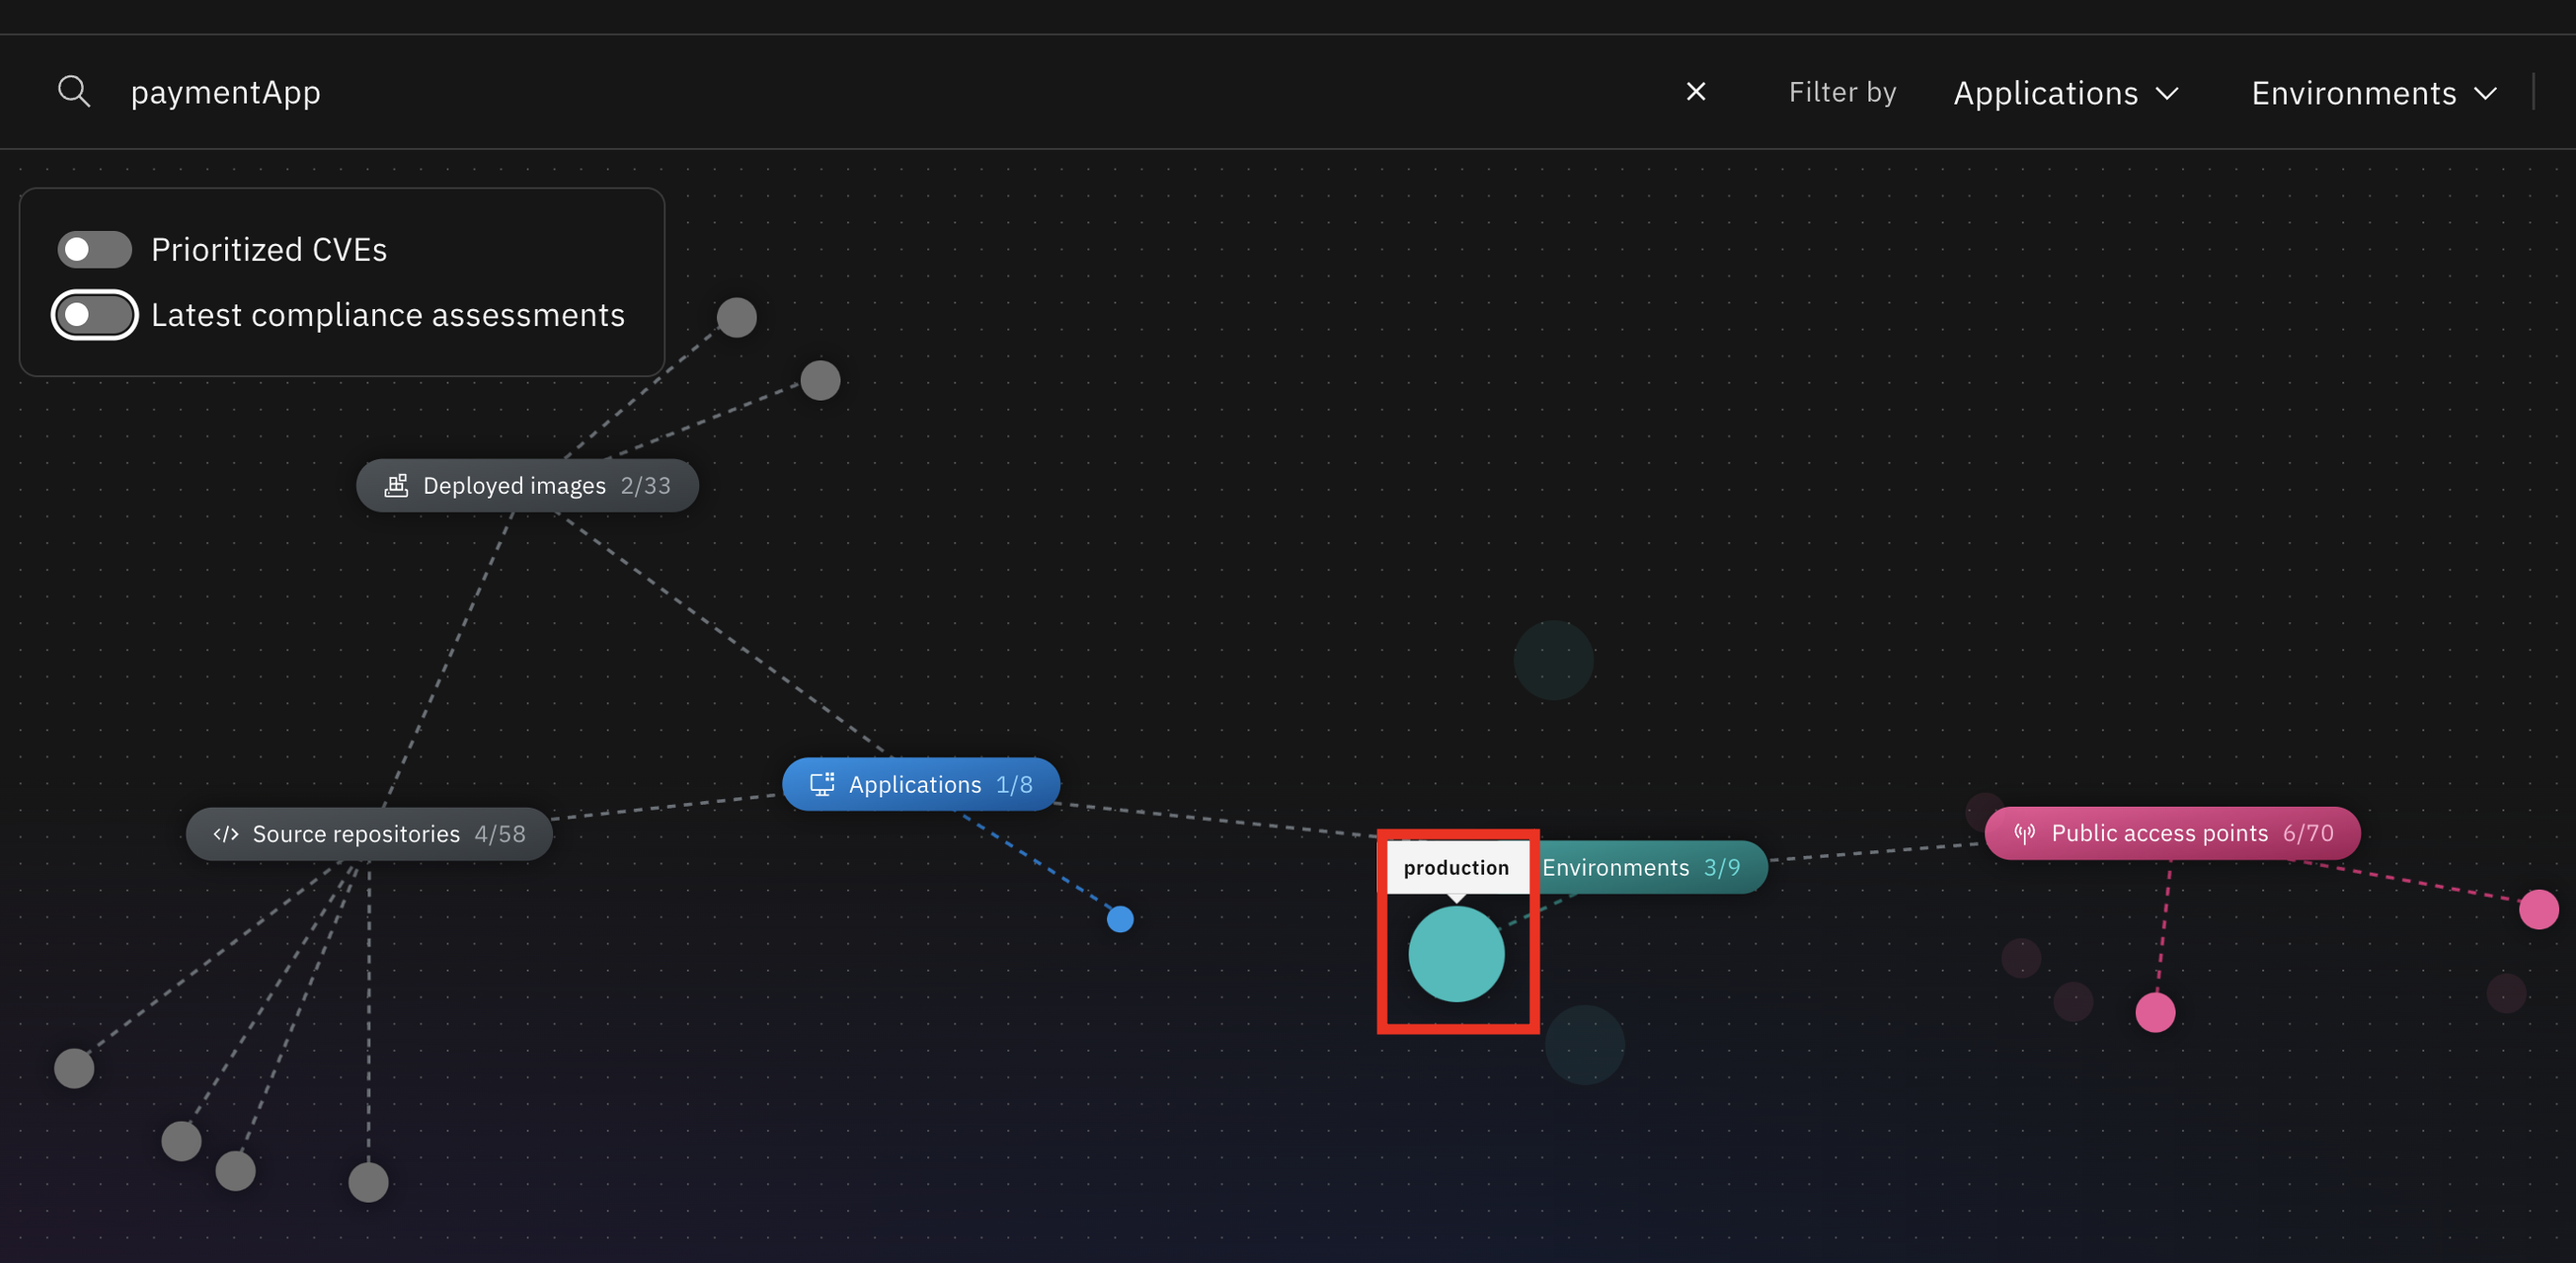 paymentApp
Filter by
Applications
Environments
Prioritized CVEs
Latest compliance assessments
Deployed images 2/33
Applications 1/8
Source repositories 4/58
production
Environments 3/9
Public access points 6/70